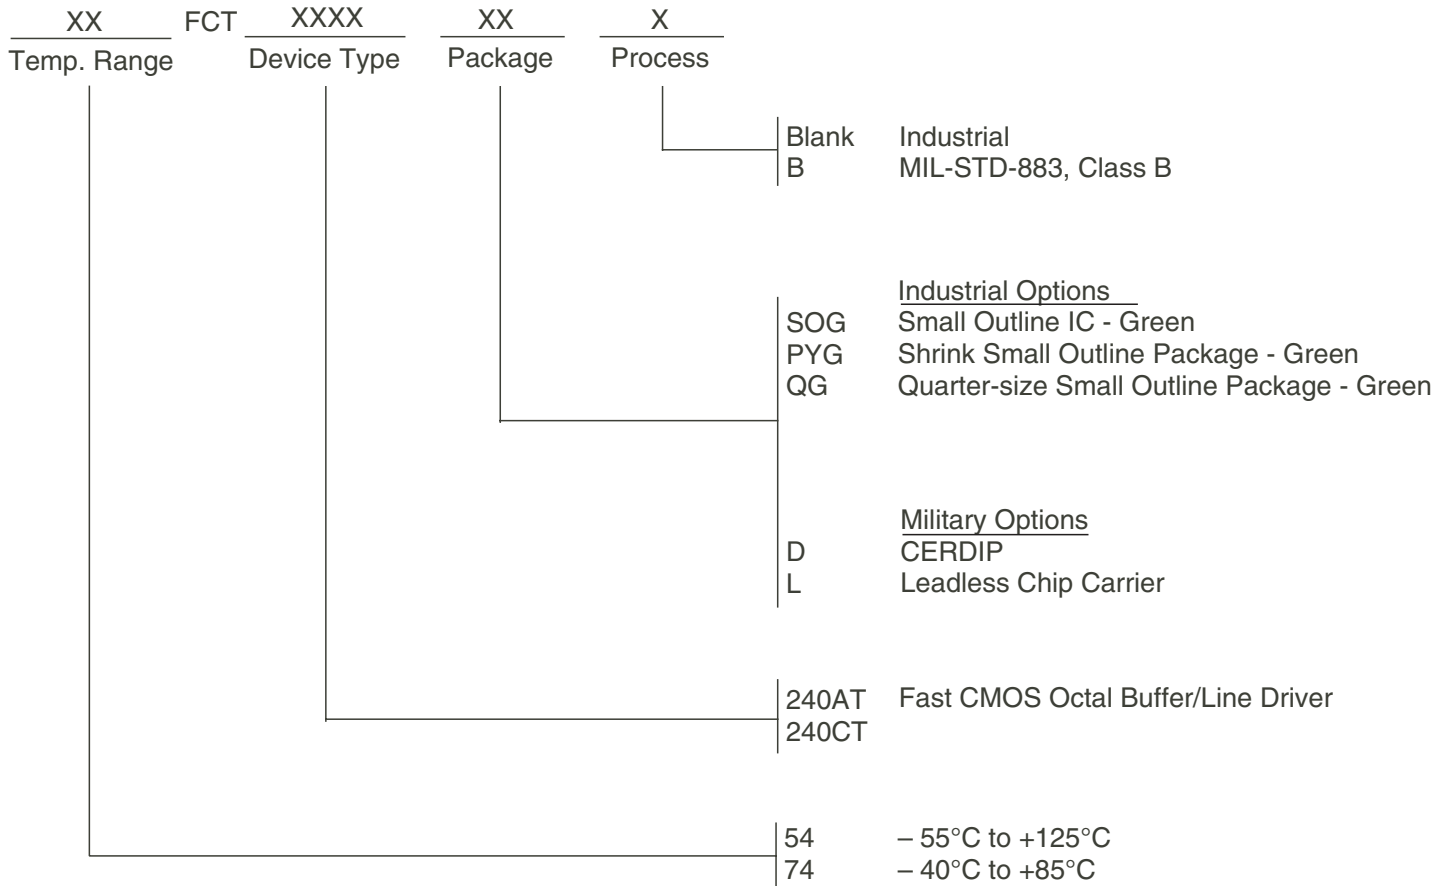 XX FCT XXXX XX X
Temp. Range Device Type Package Process
Blank Industrial
B MIL-STD-883, Class B
Industrial Options
SOG Small Outline IC - Green
PYG Shrink Small Outline Package - Green
QG Quarter-size Small Outline Package - Green
Military Options
D CERDIP
L Leadless Chip Carrier
240AT Fast CMOS Octal Buffer/Line Driver
240CT
54 – 55°C to +125°C
74 – 40°C to +85°C